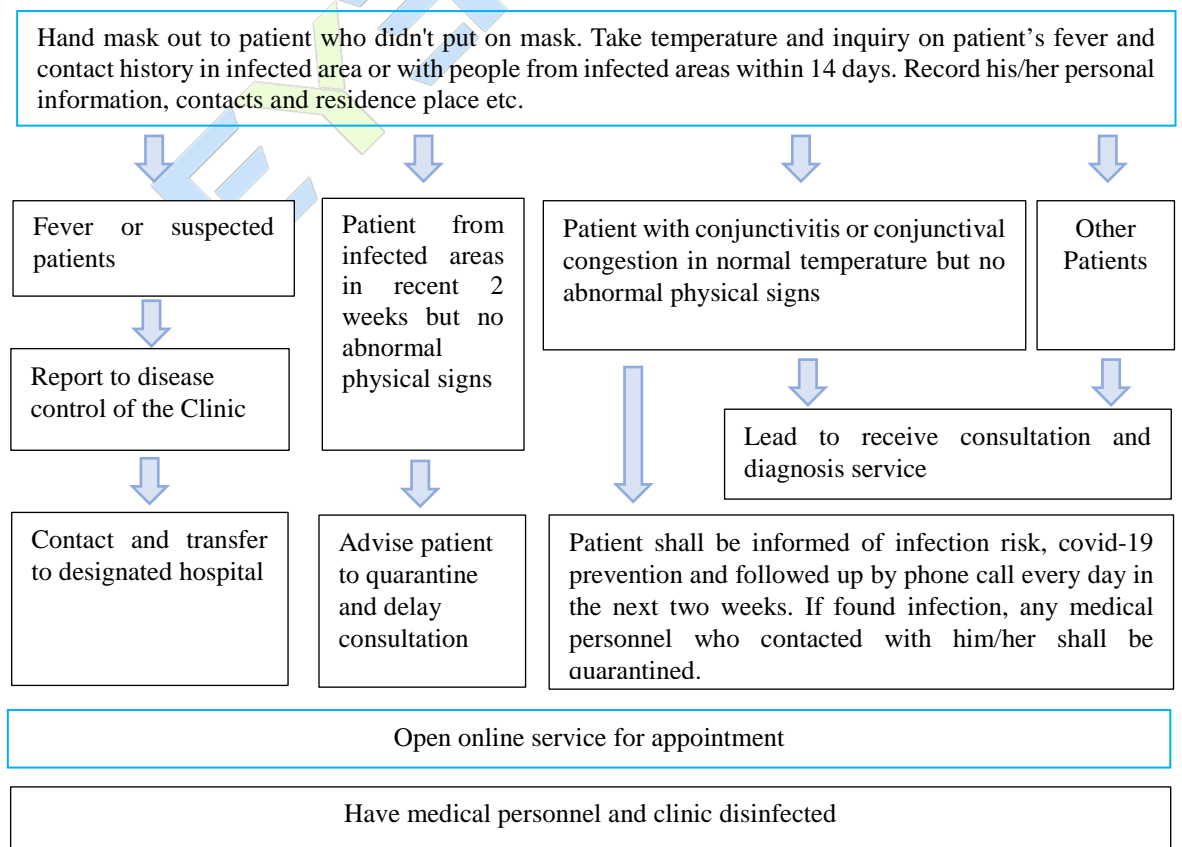 Hand mask out to patient who didn't put on mask. Take temperature and inquiry on patient’s fever and
contact history in infected area or with people from infected areas within 14 days. Record his/her personal
information, contacts and residence place etc.
Fever or suspected
patients
Patient from
infected areas
in recent 2
weeks but no
abnormal
physical signs
Patient with conjunctivitis or conjunctival
congestion in normal temperature but no
abnormal physical signs
Other
Patients
Report to disease
control of the Clinic
Lead to receive consultation and
diagnosis service
Contact and transfer
to designated hospital
Advise patient
to quarantine
and delay
consultation
Patient shall be informed of infection risk, covid-19
prevention and followed up by phone call every day in
the next two weeks. If found infection, any medical
personnel who contacted with him/her shall be
quarantined.
Open online service for appointment
Have medical personnel and clinic disinfected